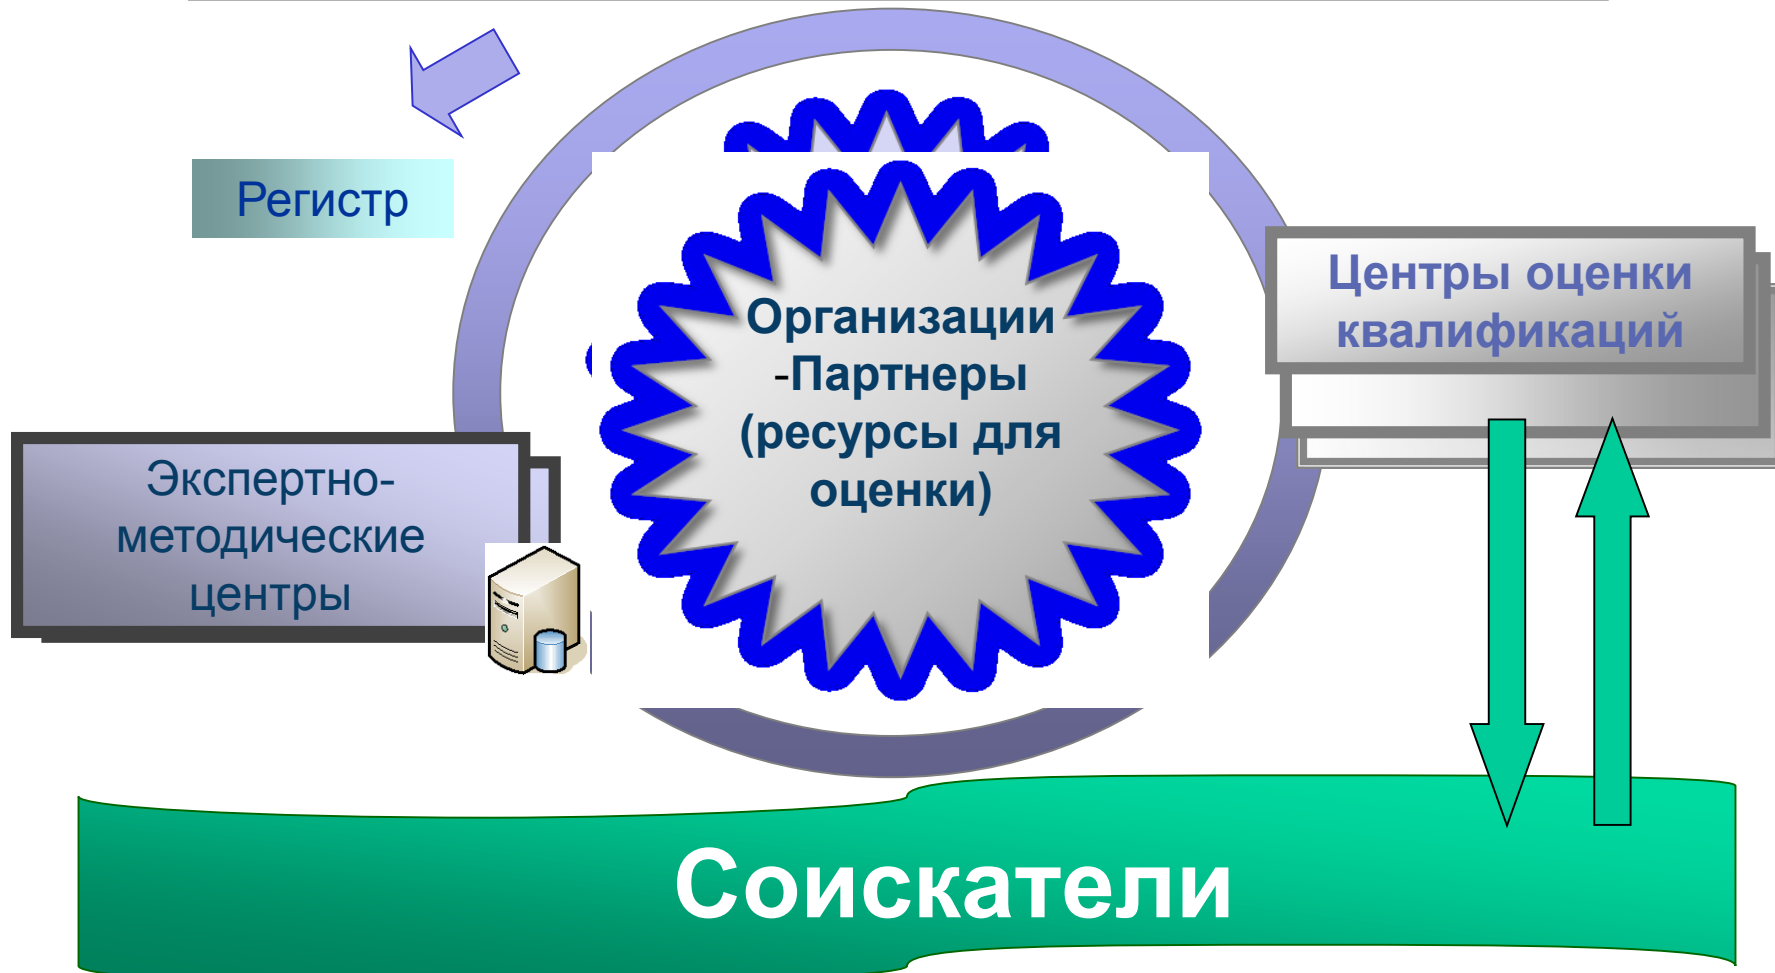 Регистр
Центры оценки
квалификаций
Организации
-Партнеры
(ресурсы для
оценки)
Экспертно-
методические
центры
Соискатели